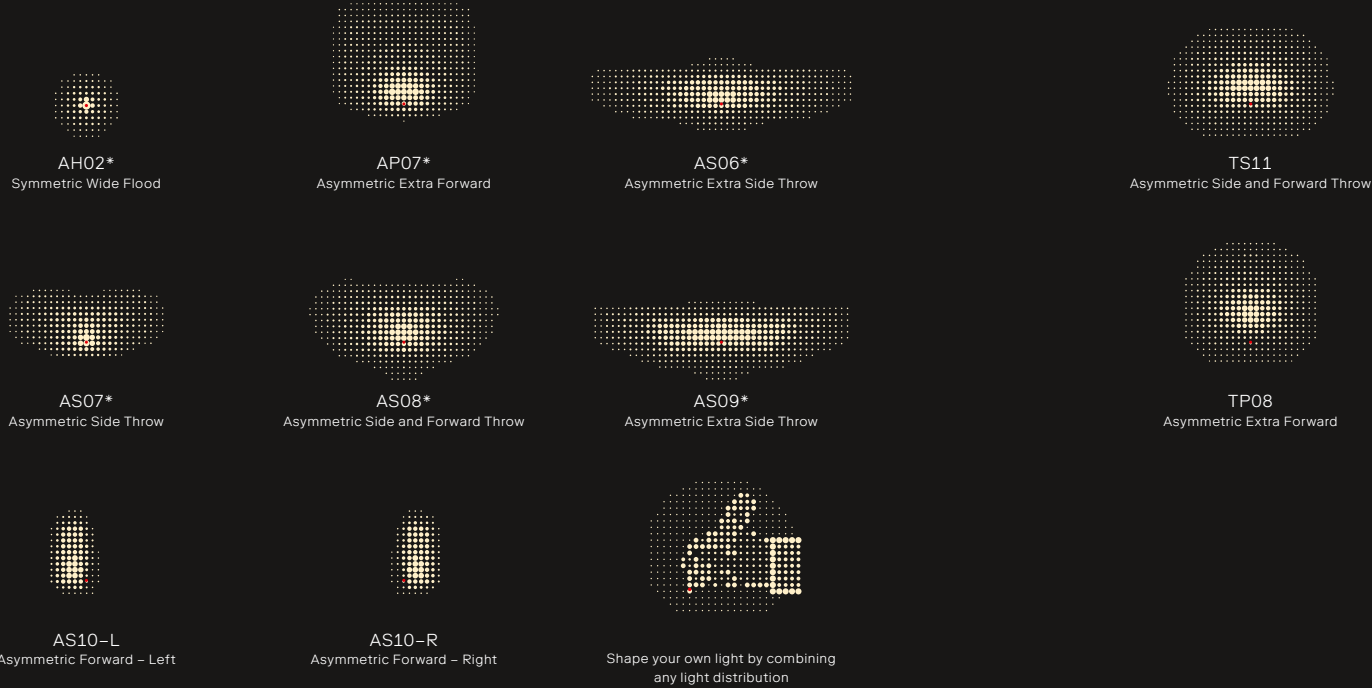 AH02*
Symmetric Wide Flood
AP07*
Asymmetric Extra Forward
AS06*
Asymmetric Extra Side Throw
TS11
Asymmetric Side and Forward Throw
AS07*
Asymmetric Side Throw
AS08*
Asymmetric Side and Forward Throw
AS09*
Asymmetric Extra Side Throw
TP08
Asymmetric Extra Forward
AS10–L
Asymmetric Forward – Left
AS10–R
Asymmetric Forward – Right
Shape your own light by combining
any light distribution